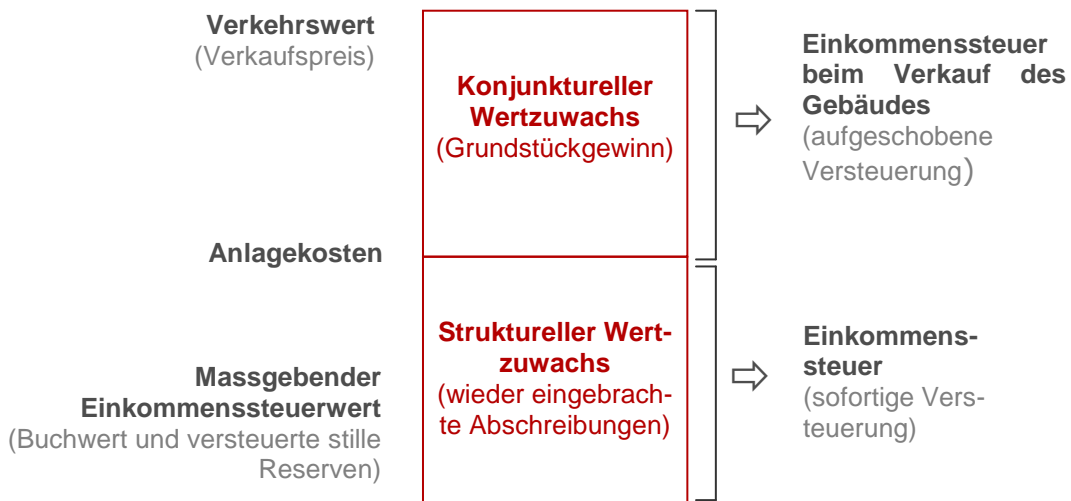 Verkehrswert
(Verkaufspreis)
Konjunktureller
Wertzuwachs
(Grundstückgewinn)
Einkommenssteuer
beim Verkauf des
Gebäudes
(aufgeschobene
Versteuerung)
Anlagekosten
Struktureller Wert-
zuwachs
(wieder eingebrach-
te Abschreibungen)
Einkommens-
steuer
(sofortige Vers-
teuerung)
Massgebender
Einkommenssteuerwert
(Buchwert und versteuerte stille
Reserven)